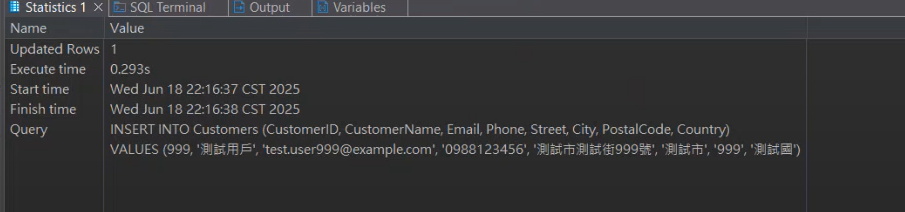 Statistics 1 SQL Terminal Output Variables
Name Value
Updated Rows 1
Execute time 0.293s
Start time Wed Jun 18 22:16:37 CST 2025
Finish time Wed Jun 18 22:16:38 CST 2025
Query INSERT INTO Customers (CustomerID, CustomerName, Email, Phone, Street, City, PostalCode, Country)
VALUES (999, '測試用戶', 'test.user999@example.com', '0988123456', '測試市測試街999號', '測試市', '999', '測試國')